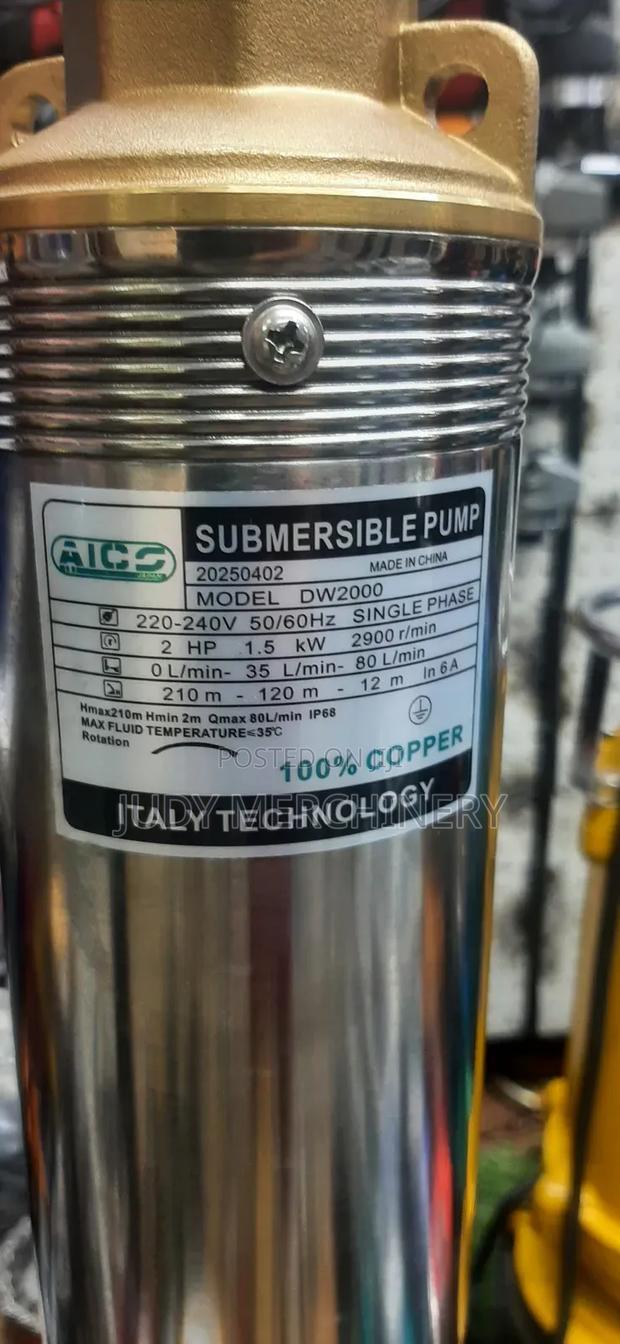 AICO
JAPAN
SUBMERSIBLE PUMP
20250402 MADE IN CHINA
MODEL DW2000
220-240V 50/60Hz SINGLE PHASE
2 HP 1.5 kW 2900 r/min
0 L/min- 35 L/min- 80 L/min
210 m - 120 m - 12 m In 6 A
Hmax210m Hmin 2m Qmax 80L/min IP68
MAX FLUID TEMPERATURE≤35℃
Rotation
POSTED ON
100% COPPER
JUDY MERCHINERY
ITALY TECHNOLOGY